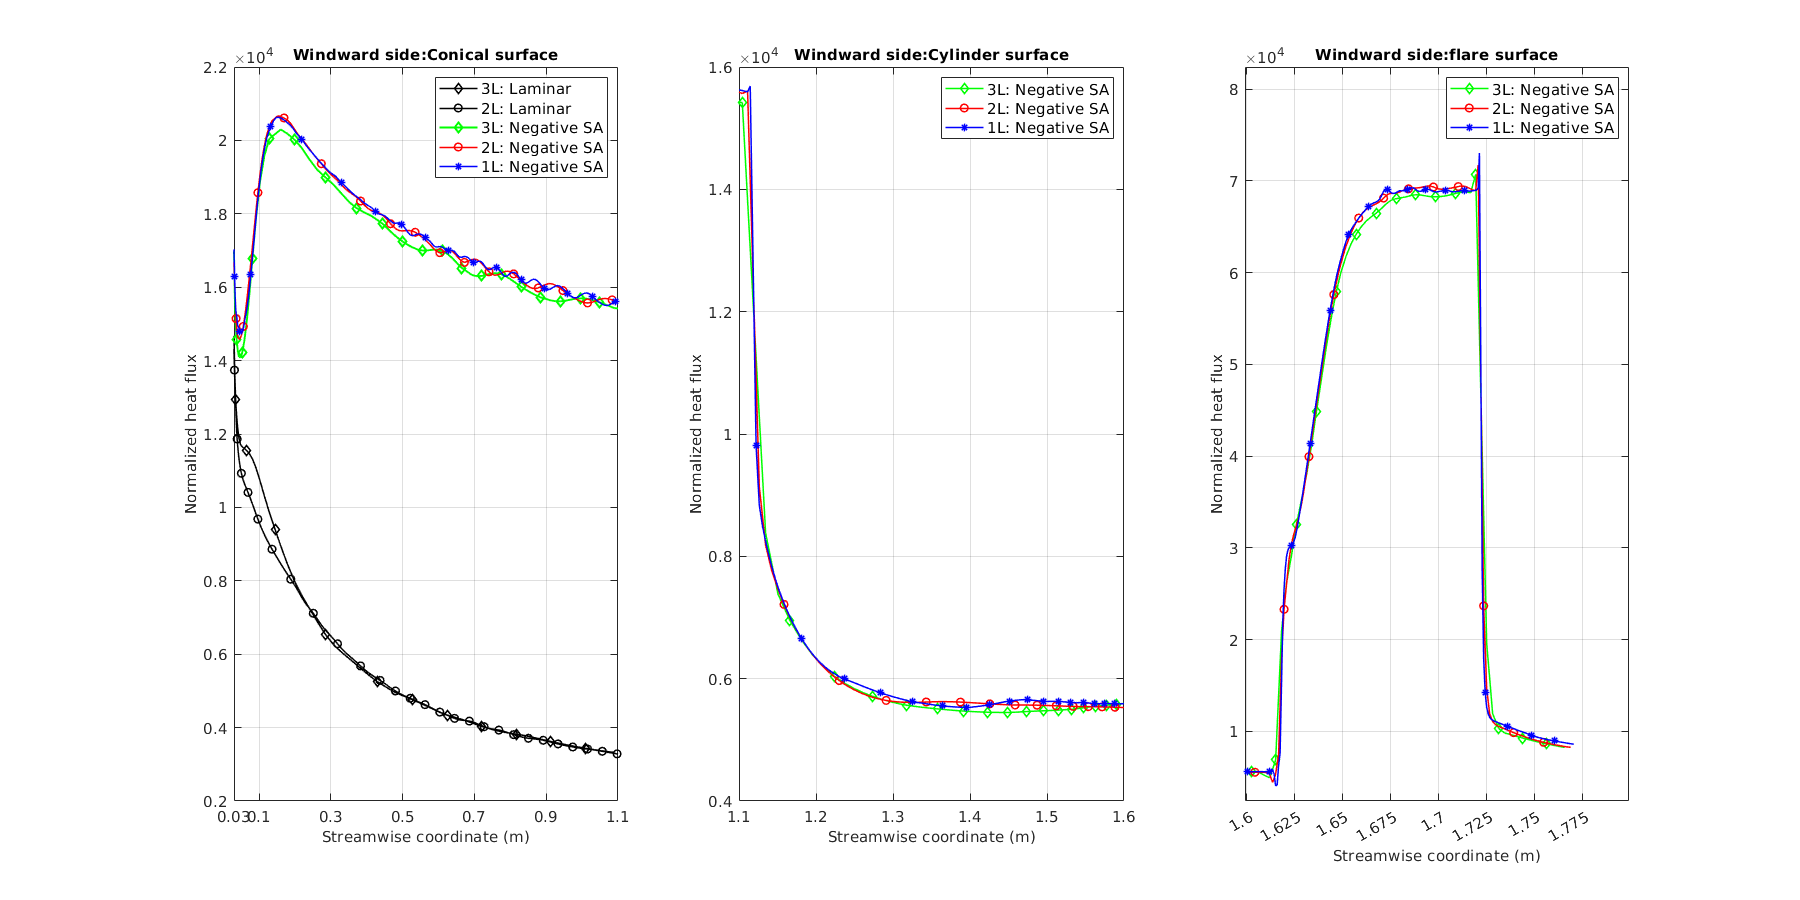 Windward side:Conical surface
×10⁴
2.2
2
1.8
1.6
1.4
1.2
1
0.8
0.6
0.4
0.2
Normalized heat flux
3L: Laminar
2L: Laminar
3L: Negative SA
2L: Negative SA
1L: Negative SA
0.03 0.1 0.3 0.5 0.7 0.9 1.1
Streamwise coordinate (m)
Windward side:Cylinder surface
×10⁴
1.6
1.4
1.2
1
0.8
0.6
0.4
Normalized heat flux
3L: Negative SA
2L: Negative SA
1L: Negative SA
1.1 1.2 1.3 1.4 1.5 1.6
Streamwise coordinate (m)
Windward side:flare surface
×10⁴
8
7
6
5
4
3
2
1
Normalized heat flux
3L: Negative SA
2L: Negative SA
1L: Negative SA
1.6 1.625 1.65 1.675 1.7 1.725 1.75 1.775
Streamwise coordinate (m)